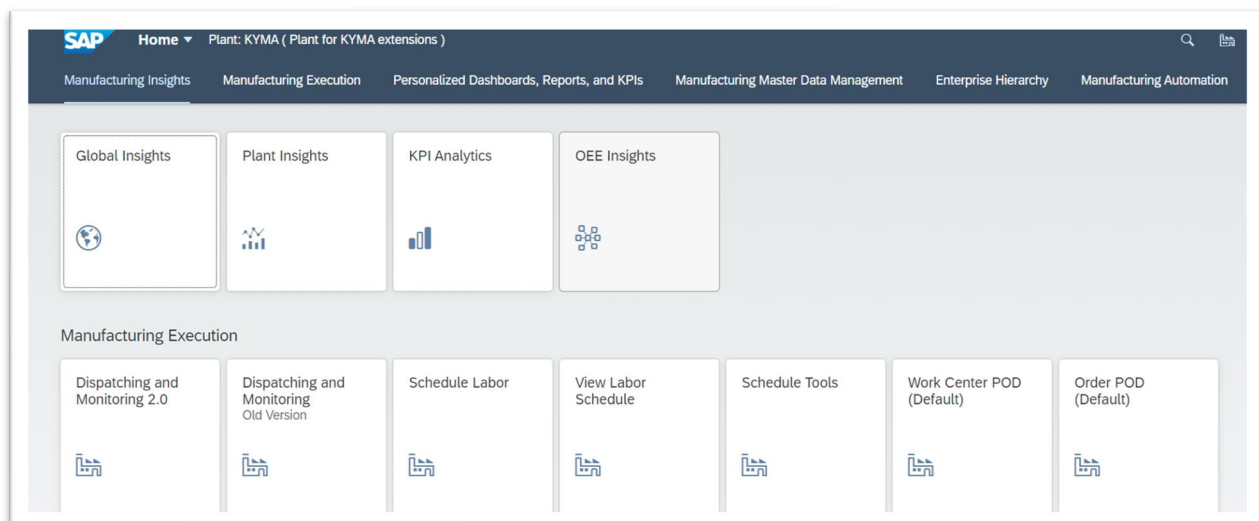 SAP Home Plant: KYMA ( Plant for KYMA extensions )
Manufacturing Insights Manufacturing Execution Personalized Dashboards, Reports, and KPIs Manufacturing Master Data Management Enterprise Hierarchy Manufacturing Automation
Global Insights
Plant Insights
KPI Analytics
OEE Insights
Manufacturing Execution
Dispatching and
Monitoring 2.0
Dispatching and
Monitoring
Old Version
Schedule Labor
View Labor
Schedule
Schedule Tools
Work Center POD
(Default)
Order POD
(Default)